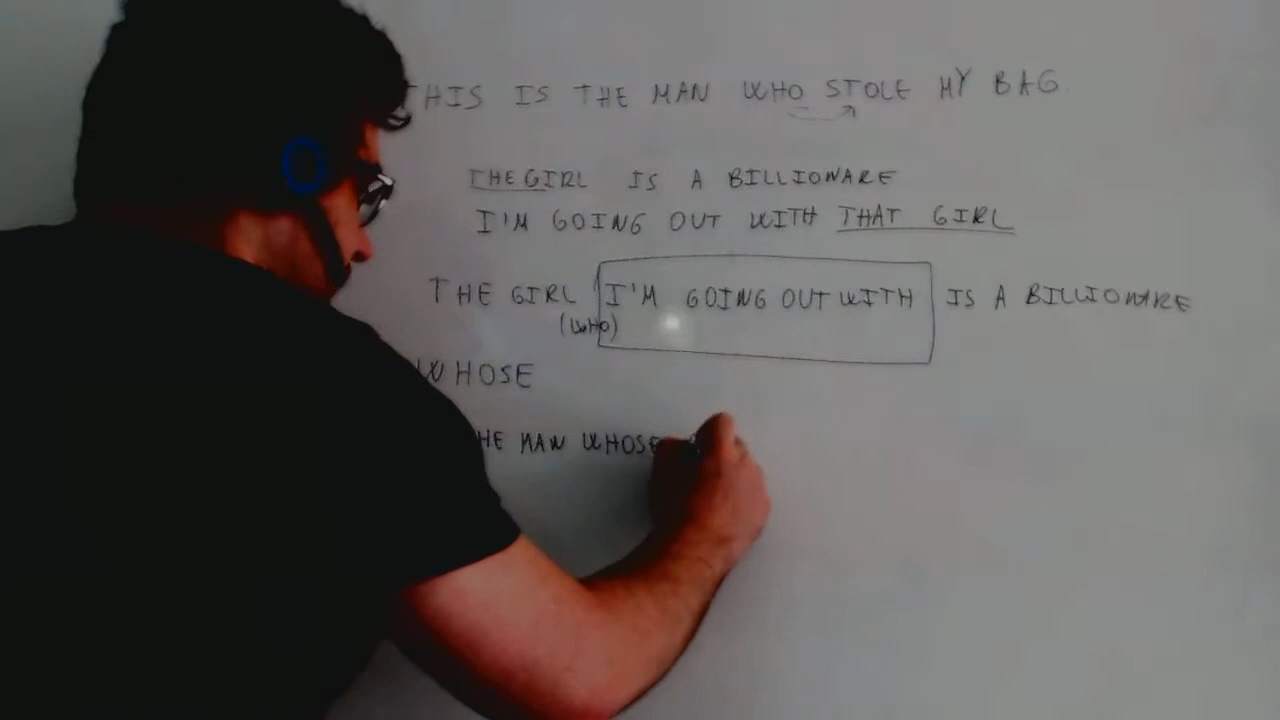 THIS IS THE MAN WHO STOLE MY BAG
THE GIRL IS A BILLIONARE
I'M GOING OUT WITH THAT GIRL
THE GIRL I'M GOING OUT WITH IS A BILLIONARE
(WHO)
WHOSE
THE MAN WHOSE